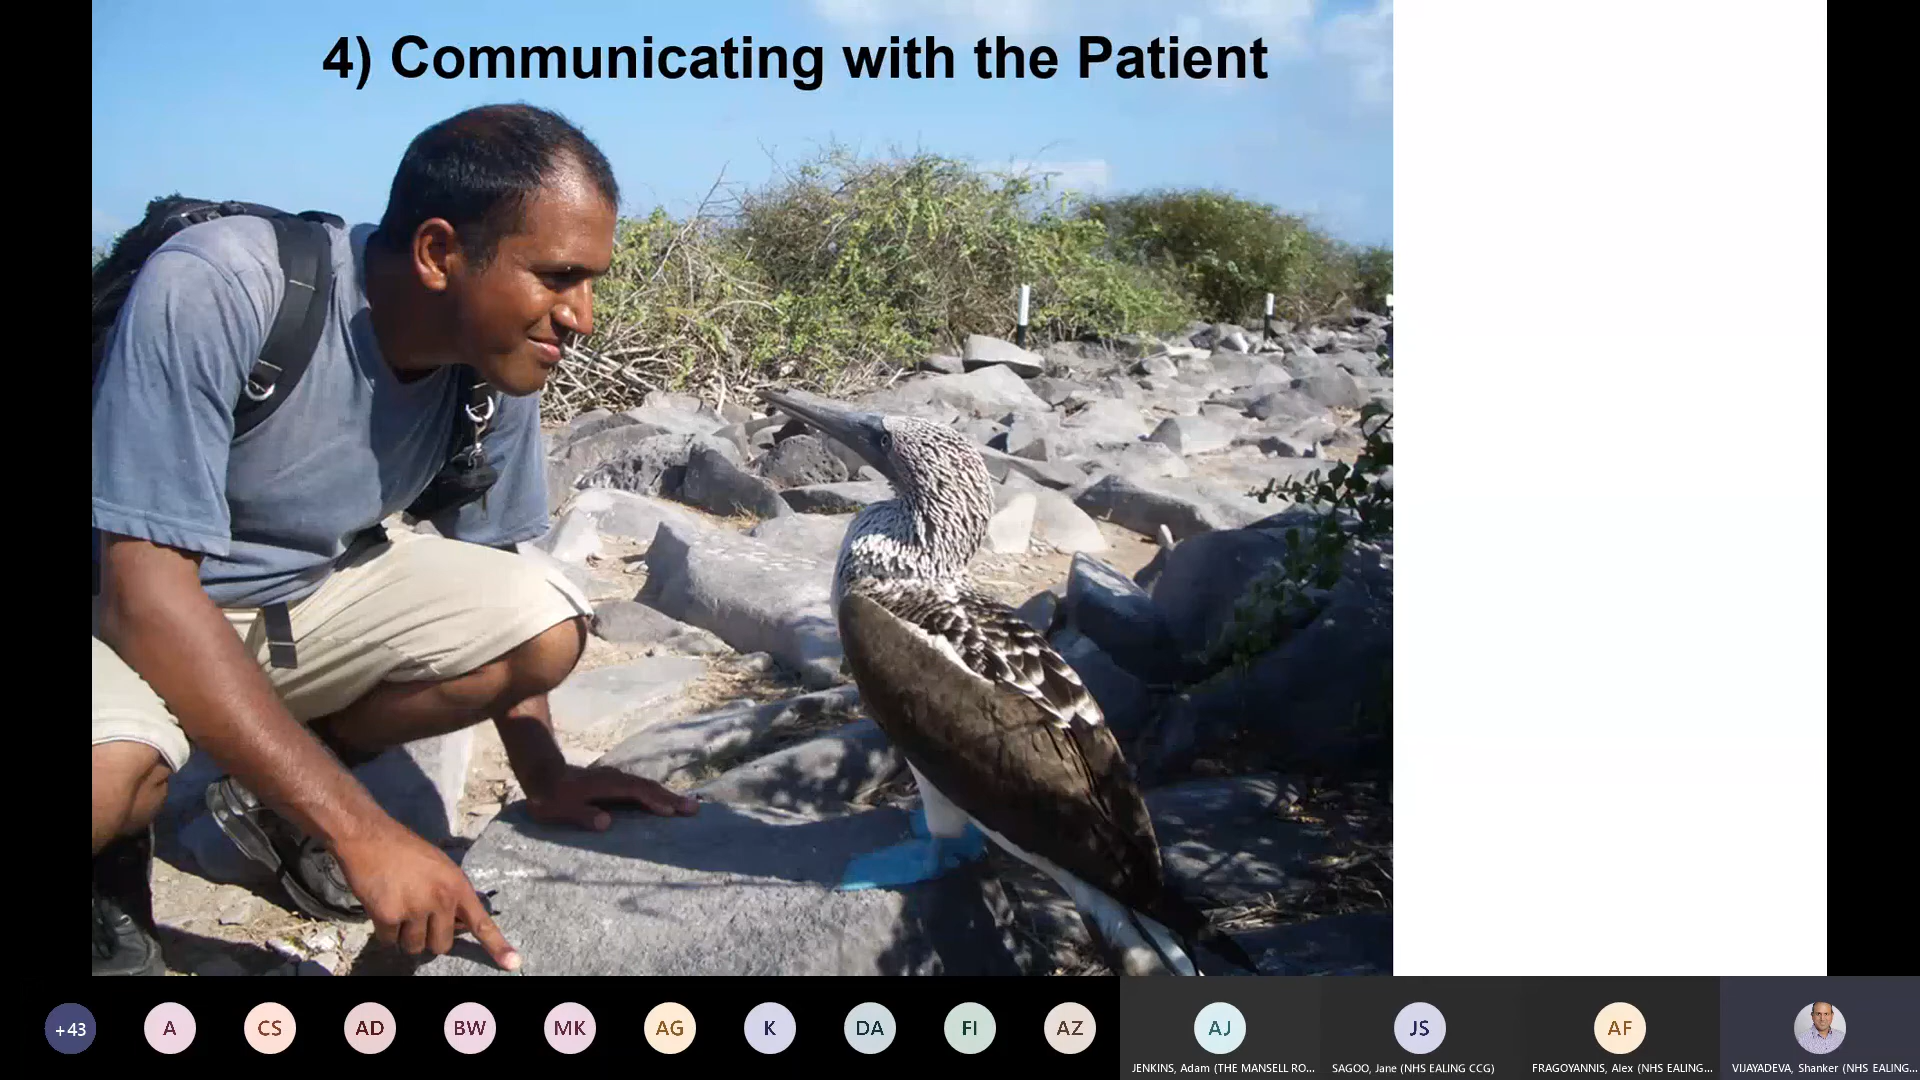 4) Communicating with the Patient
+43
A
CS
AD
BW
MK
AG
K
DA
FI
AZ
AJ
JS
AF
JENKINS, Adam (THE MANSELL RO...
SAGOO, Jane (NHS EALING CCG)
FRAGOYANNIS, Alex (NHS EALING...
VIJAYADEVA, Shanker (NHS EALING...